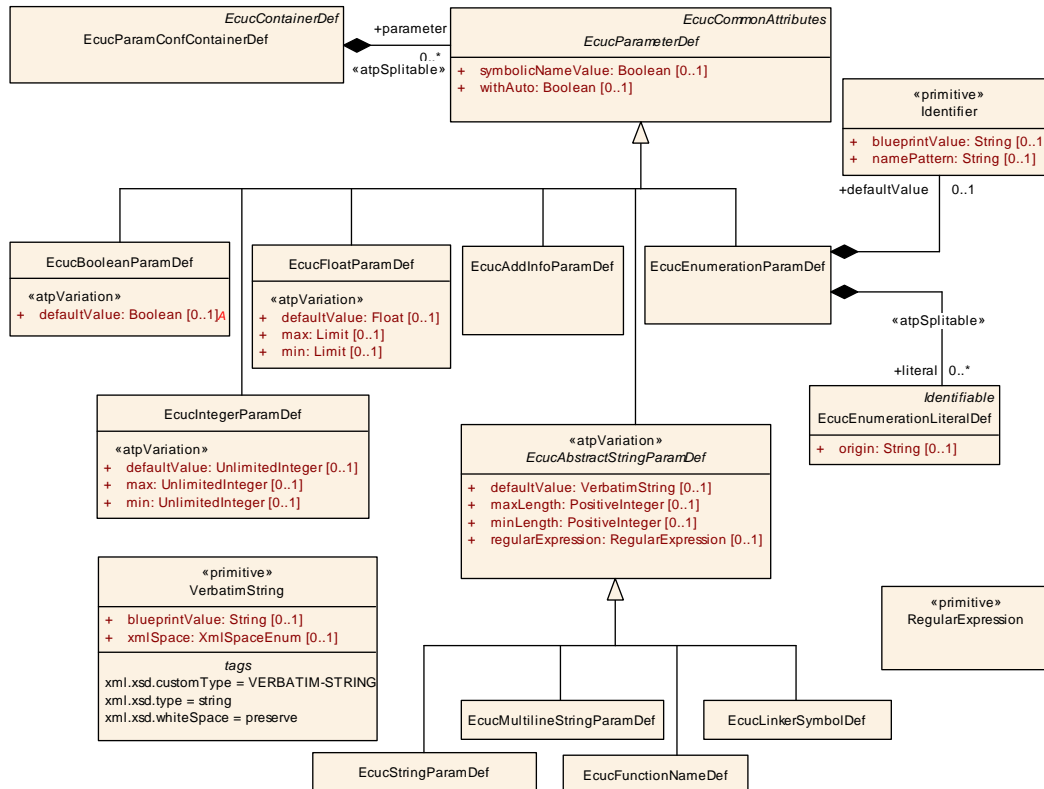 EcucContainerDef
EcucParamConfContainerDef
+parameter
0..*
«atpSplitable»
EcucCommonAttributes
EcucParameterDef
+ symbolicNameValue: Boolean [0..1]
+ withAuto: Boolean [0..1]
«primitive»
Identifier
+ blueprintValue: String [0..1
+ namePattern: String [0..1]
+defaultValue 0..1
EcucBooleanParamDef
«atpVariation»
+ defaultValue: Boolean [0..1]A
EcucFloatParamDef
«atpVariation»
+ defaultValue: Float [0..1]
+ max: Limit [0..1]
+ min: Limit [0..1]
EcucAddInfoParamDef
EcucEnumerationParamDef
«atpSplitable»
+literal 0..*
Identifiable
EcucEnumerationLiteralDef
+ origin: String [0..1]
EcucIntegerParamDef
«atpVariation»
+ defaultValue: UnlimitedInteger [0..1]
+ max: UnlimitedInteger [0..1]
+ min: UnlimitedInteger [0..1]
«atpVariation»
EcucAbstractStringParamDef
+ defaultValue: VerbatimString [0..1]
+ maxLength: PositiveInteger [0..1]
+ minLength: PositiveInteger [0..1]
+ regularExpression: RegularExpression [0..1]
«primitive»
VerbatimString
+ blueprintValue: String [0..1]
+ xmlSpace: XmlSpaceEnum [0..1]
tags
xml.xsd.customType = VERBATIM-STRING
xml.xsd.type = string
xml.xsd.whiteSpace = preserve
«primitive»
RegularExpression
EcucMultilineStringParamDef
EcucLinkerSymbolDef
EcucStringParamDef
EcucFunctionNameDef